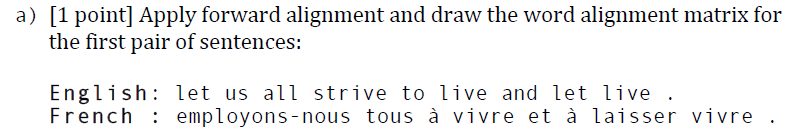 a) [1 point] Apply forward alignment and draw the word alignment matrix for
the first pair of sentences:
English: let us all strive to live and let live .
French : employons-nous tous à vivre et à laisser vivre .